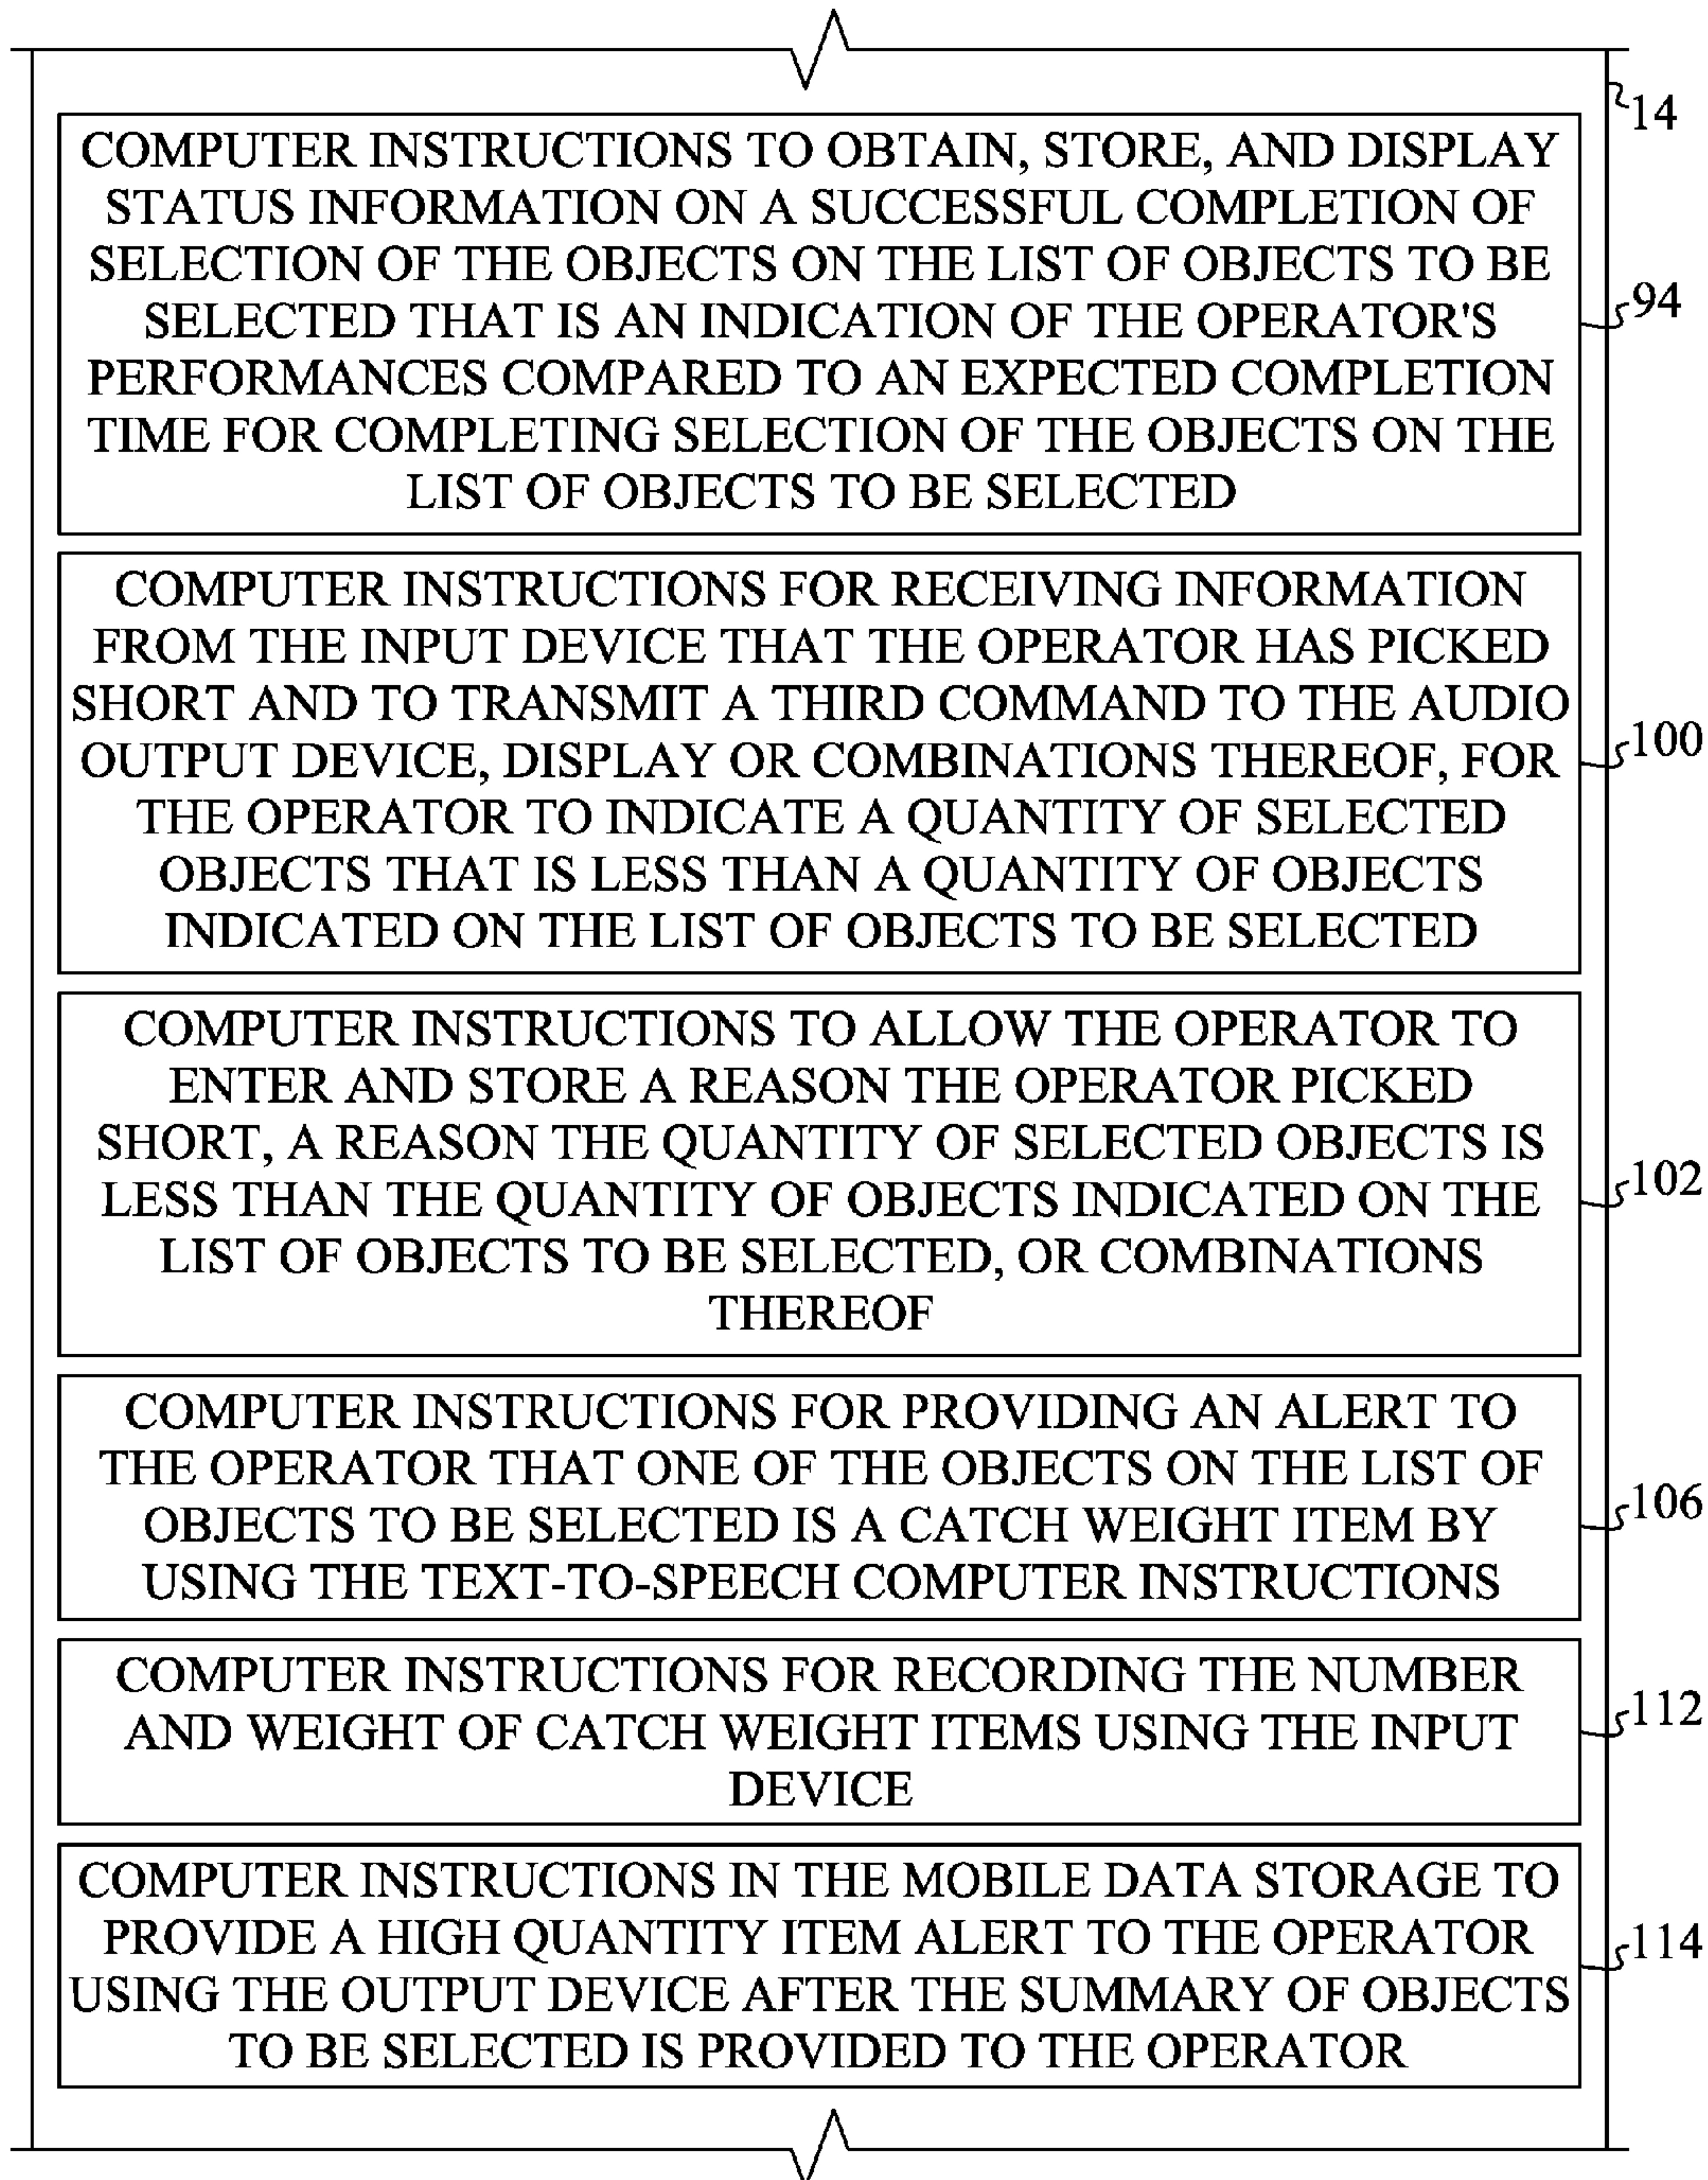 14
COMPUTER INSTRUCTIONS TO OBTAIN, STORE, AND DISPLAY
STATUS INFORMATION ON A SUCCESSFUL COMPLETION OF
SELECTION OF THE OBJECTS ON THE LIST OF OBJECTS TO BE
SELECTED THAT IS AN INDICATION OF THE OPERATOR'S
PERFORMANCES COMPARED TO AN EXPECTED COMPLETION
TIME FOR COMPLETING SELECTION OF THE OBJECTS ON THE
LIST OF OBJECTS TO BE SELECTED
94
COMPUTER INSTRUCTIONS FOR RECEIVING INFORMATION
FROM THE INPUT DEVICE THAT THE OPERATOR HAS PICKED
SHORT AND TO TRANSMIT A THIRD COMMAND TO THE AUDIO
OUTPUT DEVICE, DISPLAY OR COMBINATIONS THEREOF, FOR
THE OPERATOR TO INDICATE A QUANTITY OF SELECTED
OBJECTS THAT IS LESS THAN A QUANTITY OF OBJECTS
INDICATED ON THE LIST OF OBJECTS TO BE SELECTED
100
COMPUTER INSTRUCTIONS TO ALLOW THE OPERATOR TO
ENTER AND STORE A REASON THE OPERATOR PICKED
SHORT, A REASON THE QUANTITY OF SELECTED OBJECTS IS
LESS THAN THE QUANTITY OF OBJECTS INDICATED ON THE
LIST OF OBJECTS TO BE SELECTED, OR COMBINATIONS
THEREOF
102
COMPUTER INSTRUCTIONS FOR PROVIDING AN ALERT TO
THE OPERATOR THAT ONE OF THE OBJECTS ON THE LIST OF
OBJECTS TO BE SELECTED IS A CATCH WEIGHT ITEM BY
USING THE TEXT-TO-SPEECH COMPUTER INSTRUCTIONS
106
COMPUTER INSTRUCTIONS FOR RECORDING THE NUMBER
AND WEIGHT OF CATCH WEIGHT ITEMS USING THE INPUT
DEVICE
112
COMPUTER INSTRUCTIONS IN THE MOBILE DATA STORAGE TO
PROVIDE A HIGH QUANTITY ITEM ALERT TO THE OPERATOR
USING THE OUTPUT DEVICE AFTER THE SUMMARY OF OBJECTS
TO BE SELECTED IS PROVIDED TO THE OPERATOR
114